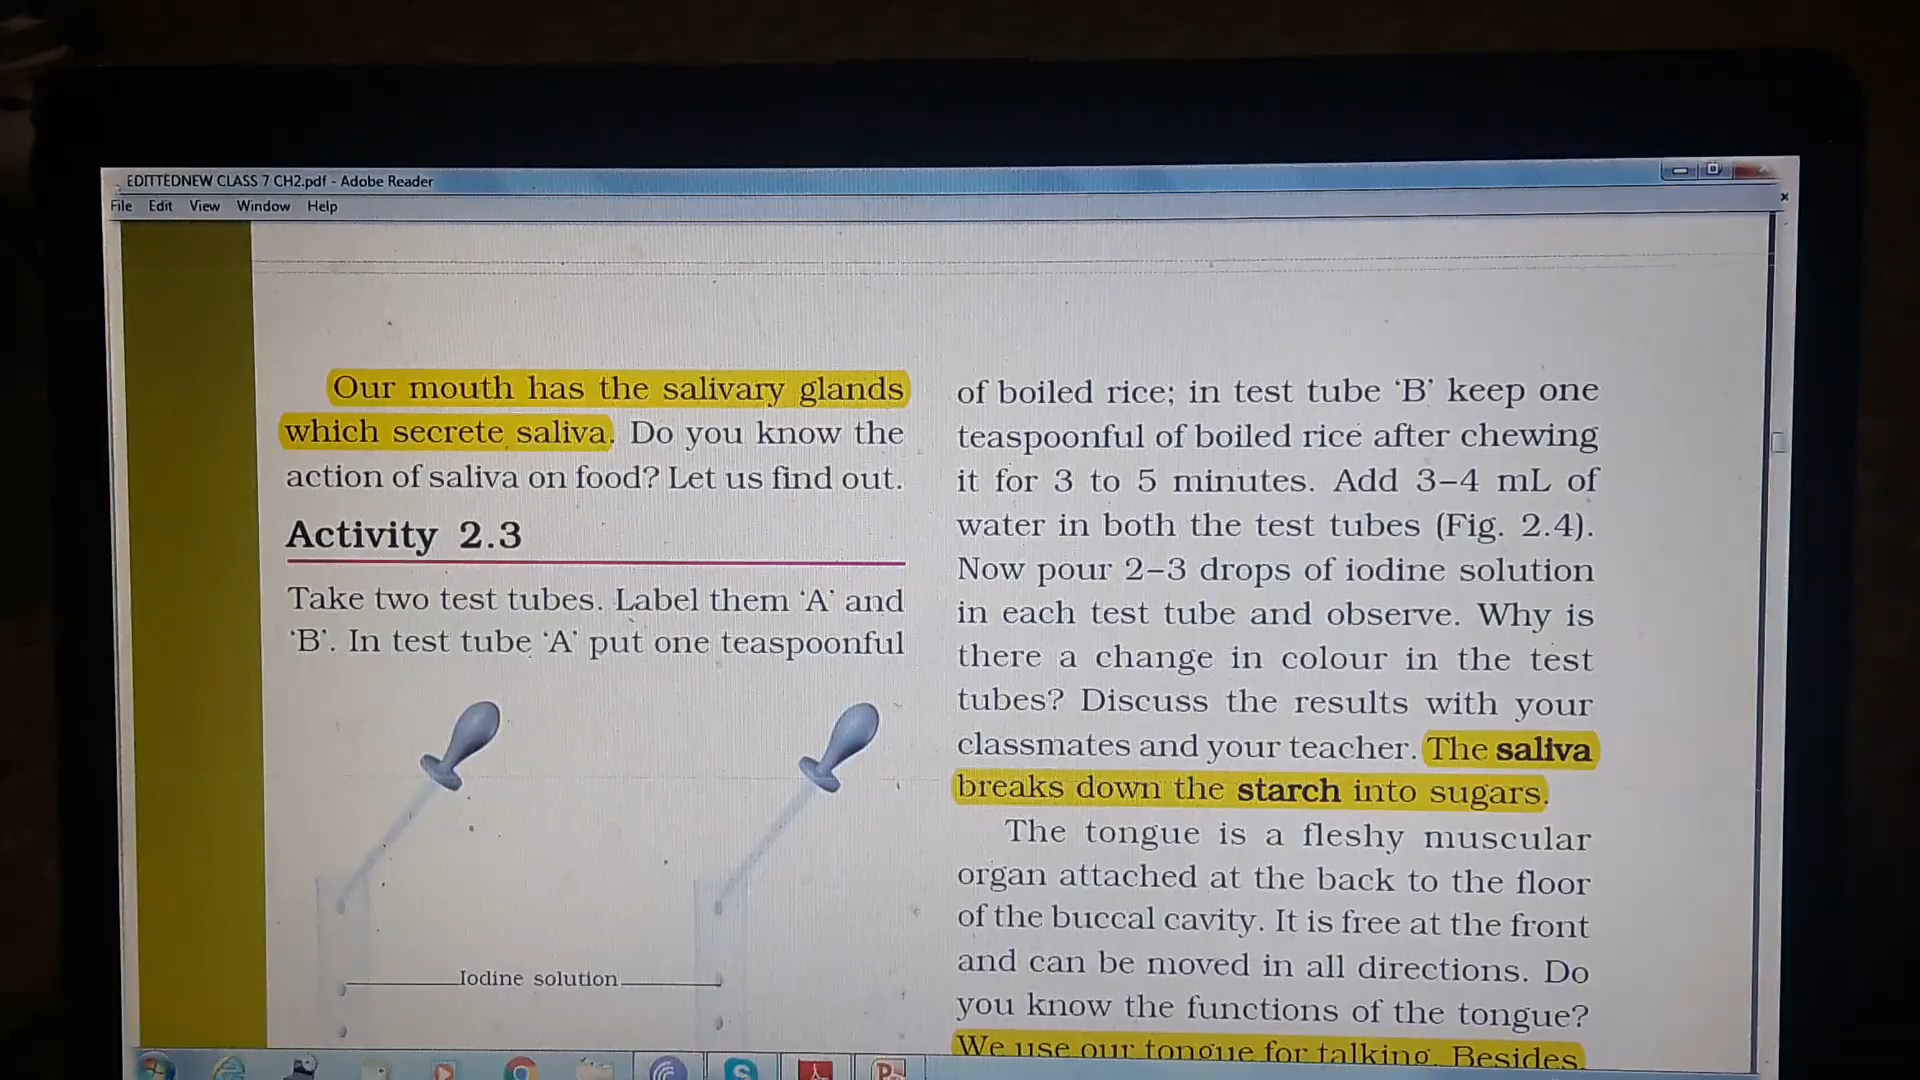 EDITTEDNEW CLASS 7 CH2.pdf - Adobe Reader
File Edit View Window Help
Our mouth has the salivary glands
which secrete saliva. Do you know the
action of saliva on food? Let us find out.
Activity 2.3
Take two test tubes. Label them ‘A’ and
‘B’. In test tube ‘A’ put one teaspoonful
Iodine solution
of boiled rice; in test tube ‘B’ keep one
teaspoonful of boiled rice after chewing
it for 3 to 5 minutes. Add 3–4 mL of
water in both the test tubes (Fig. 2.4).
Now pour 2–3 drops of iodine solution
in each test tube and observe. Why is
there a change in colour in the test
tubes? Discuss the results with your
classmates and your teacher. The saliva
breaks down the starch into sugars.
The tongue is a fleshy muscular
organ attached at the back to the floor
of the buccal cavity. It is free at the front
and can be moved in all directions. Do
you know the functions of the tongue?
We use our tongue for talking. Besides,